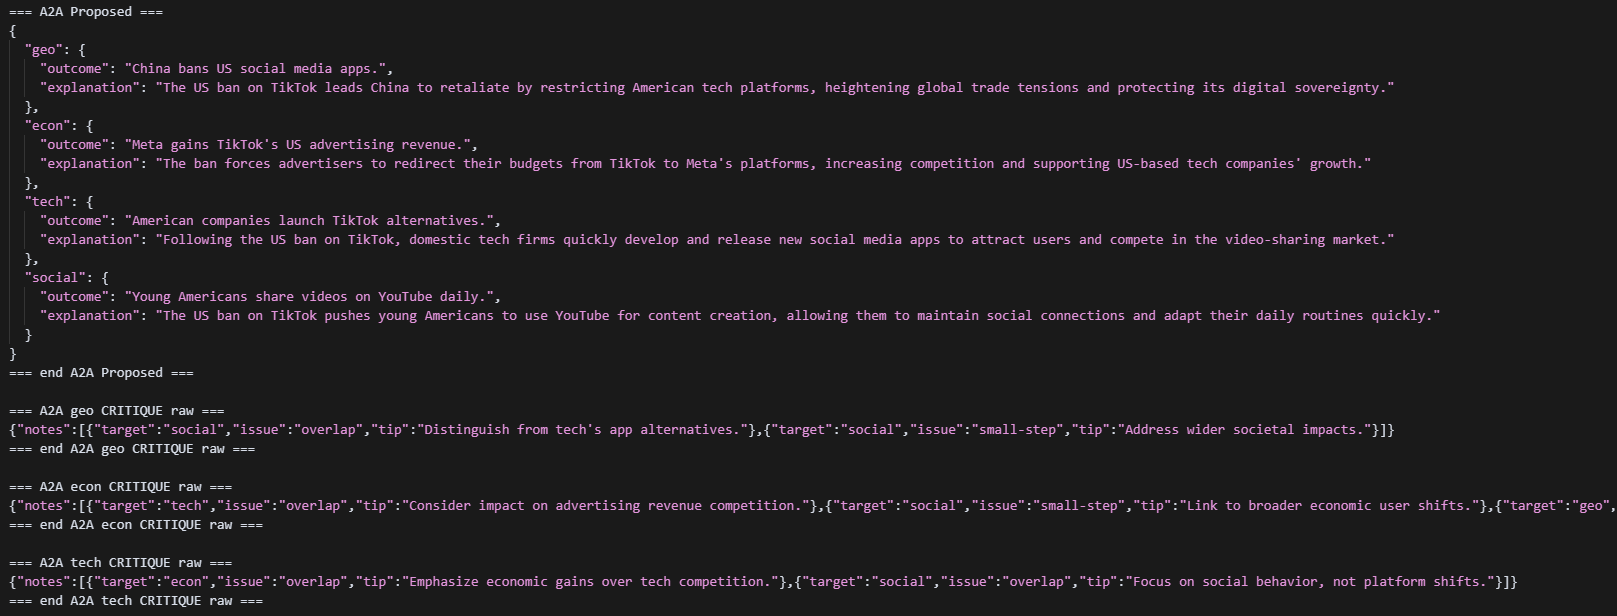 === A2A Proposed ===
{
  "geo": {
    "outcome": "China bans US social media apps.",
    "explanation": "The US ban on TikTok leads China to retaliate by restricting American tech platforms, heightening global trade tensions and protecting its digital sovereignty."
  },
  "econ": {
    "outcome": "Meta gains TikTok's US advertising revenue.",
    "explanation": "The ban forces advertisers to redirect their budgets from TikTok to Meta's platforms, increasing competition and supporting US-based tech companies' growth."
  },
  "tech": {
    "outcome": "American companies launch TikTok alternatives.",
    "explanation": "Following the US ban on TikTok, domestic tech firms quickly develop and release new social media apps to attract users and compete in the video-sharing market."
  },
  "social": {
    "outcome": "Young Americans share videos on YouTube daily.",
    "explanation": "The US ban on TikTok pushes young Americans to use YouTube for content creation, allowing them to maintain social connections and adapt their daily routines quickly."
  }
}
=== end A2A Proposed ===

=== A2A geo CRITIQUE raw ===
{"notes":[{"target":"social","issue":"overlap","tip":"Distinguish from tech's app alternatives."},{"target":"social","issue":"small-step","tip":"Address wider societal impacts."}]}
=== end A2A geo CRITIQUE raw ===

=== A2A econ CRITIQUE raw ===
{"notes":[{"target":"tech","issue":"overlap","tip":"Consider impact on advertising revenue competition."},{"target":"social","issue":"small-step","tip":"Link to broader economic user shifts."},{"target":"geo",
=== end A2A econ CRITIQUE raw ===

=== A2A tech CRITIQUE raw ===
{"notes":[{"target":"econ","issue":"overlap","tip":"Emphasize economic gains over tech competition."},{"target":"social","issue":"overlap","tip":"Focus on social behavior, not platform shifts."}]}
=== end A2A tech CRITIQUE raw ===